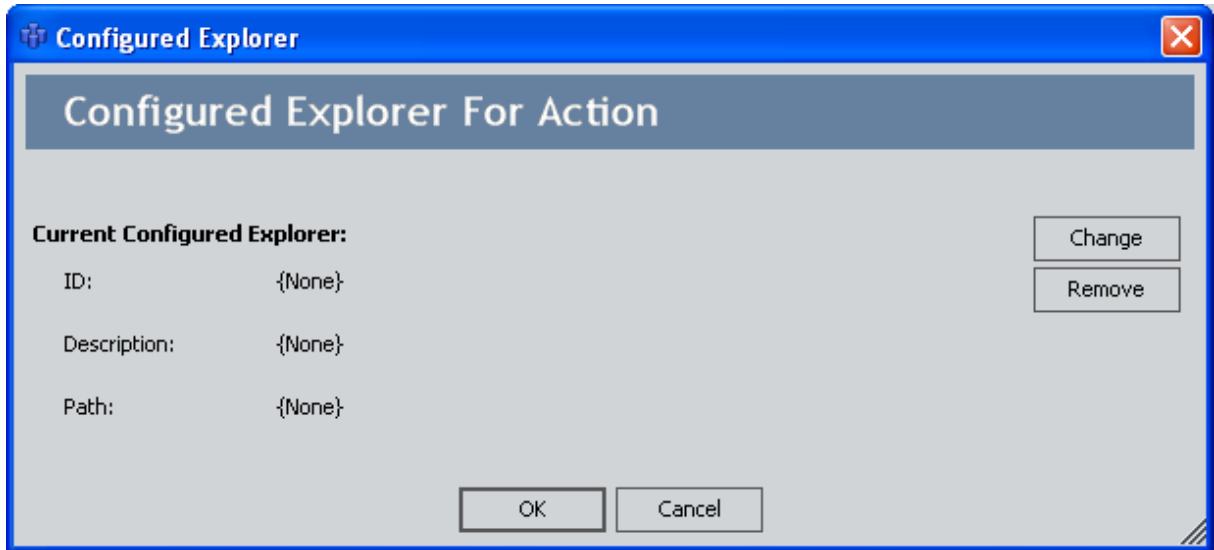 Configured Explorer
Configured Explorer For Action
Current Configured Explorer:
Change
ID: {None}
Remove
Description: {None}
Path: {None}
OK Cancel